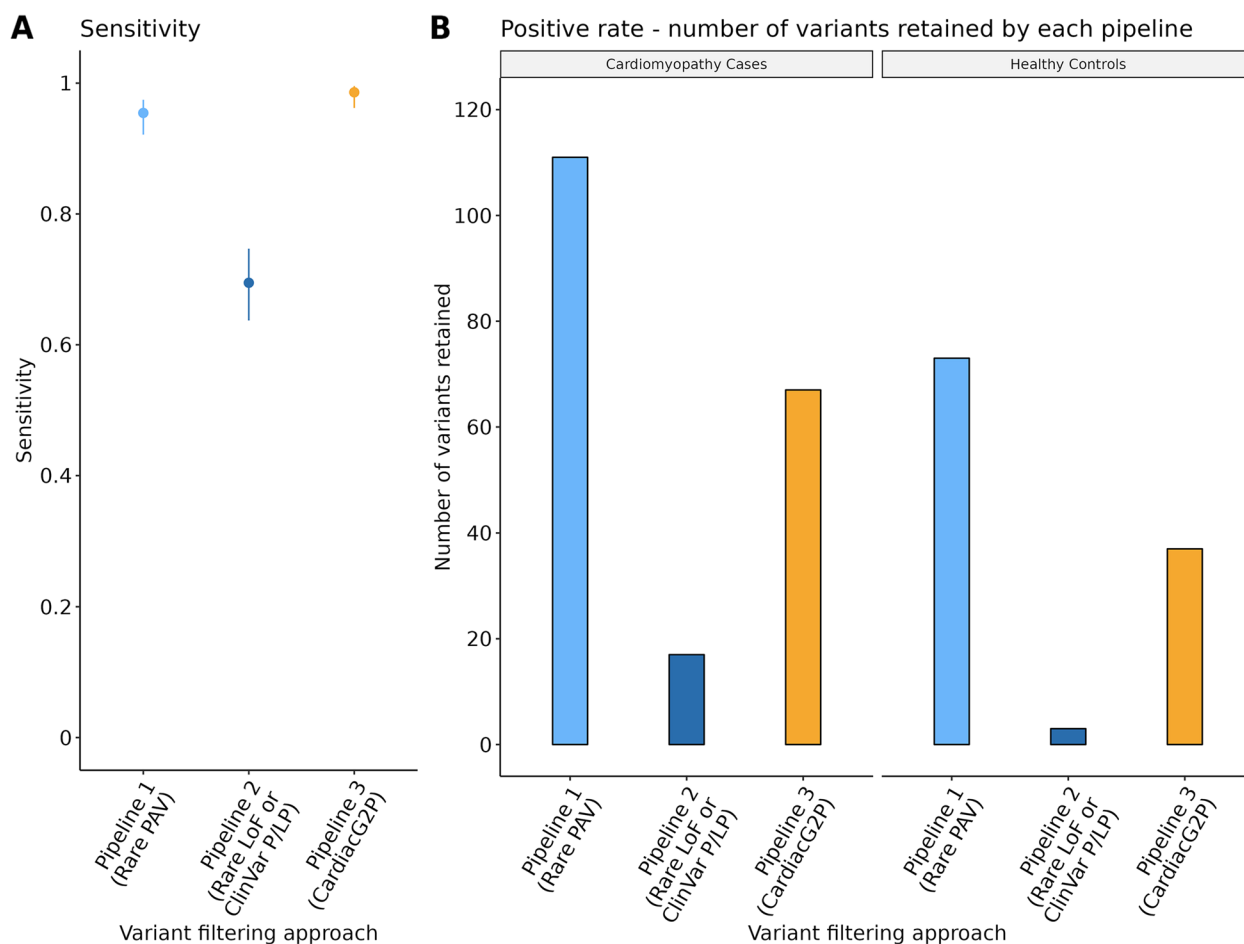 A
Sensitivity
Sensitivity
1
0.8
0.6
0.4
0.2
0
Pipeline 1
(Rare PAV)
Pipeline 2
(Rare LoF or
ClinVar P/LP)
Pipeline 3
(CardiacG2P)
Variant filtering approach
B
Positive rate - number of variants retained by each pipeline
Cardiomyopathy Cases
Healthy Controls
Number of variants retained
120
100
80
60
40
20
0
Pipeline 1
(Rare PAV)
Pipeline 2
(Rare LoF or
ClinVar P/LP)
Pipeline 3
(CardiacG2P)
Pipeline 1
(Rare PAV)
Pipeline 2
(Rare LoF or
ClinVar P/LP)
Pipeline 3
(CardiacG2P)
Variant filtering approach